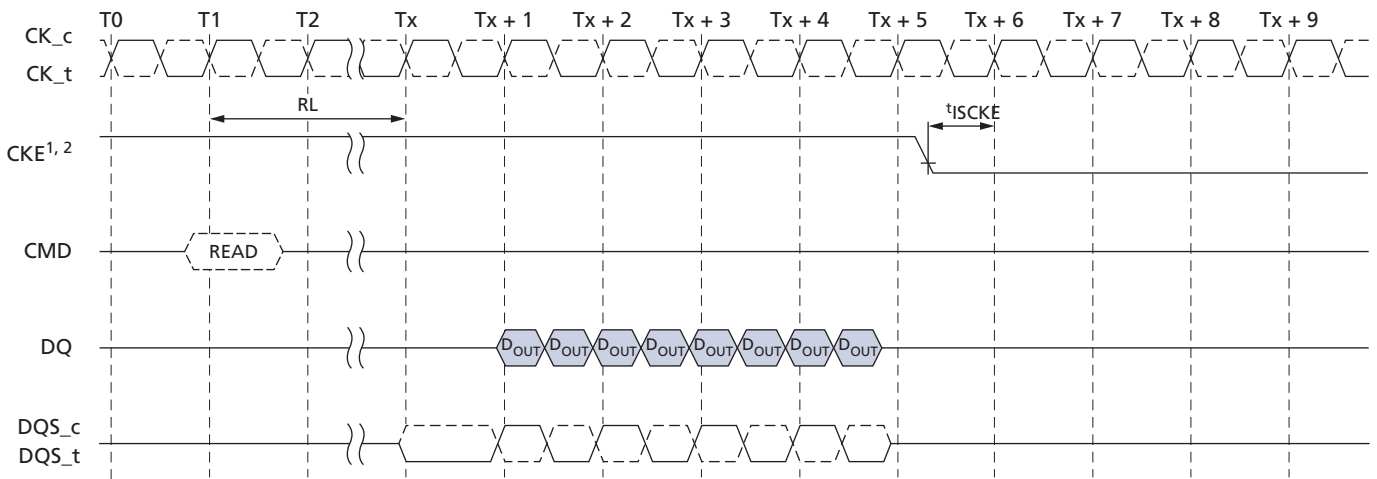 T0 T1 T2 Tx Tx + 1 Tx + 2 Tx + 3 Tx + 4 Tx + 5 Tx + 6 Tx + 7 Tx + 8 Tx + 9
CK_c
CK_t
RL
tISCKE
CKE1, 2
CMD
READ
DQ
DOUT DOUT DOUT DOUT DOUT DOUT DOUT DOUT
DQS_c
DQS_t